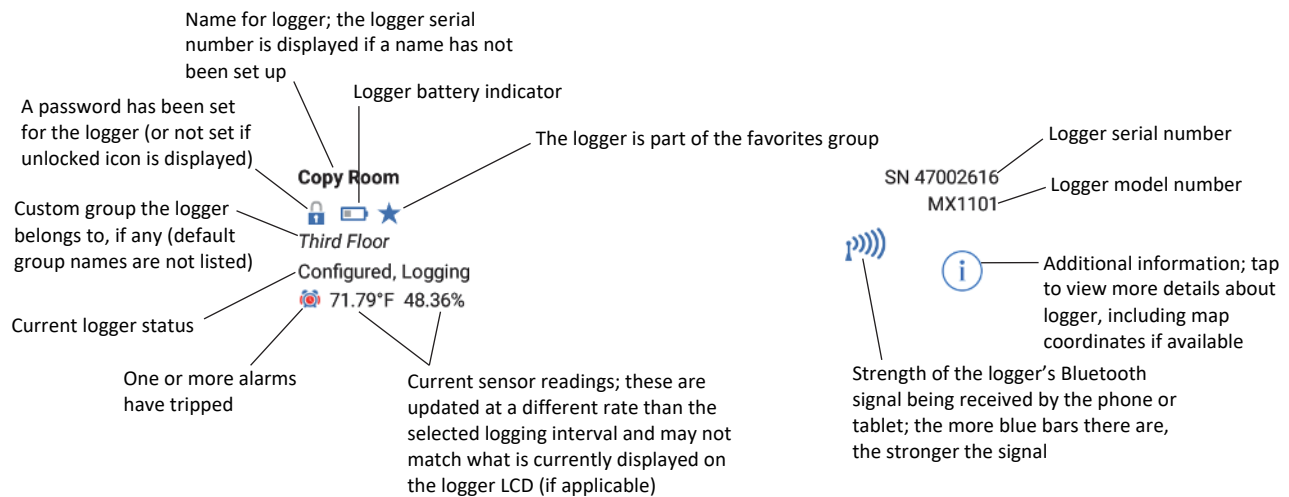 Name for logger; the logger serial
number is displayed if a name has not
been set up
Logger battery indicator
A password has been set
for the logger (or not set if
unlocked icon is displayed)
The logger is part of the favorites group
Logger serial number
Copy Room
SN 47002616
MX1101
Logger model number
Custom group the logger
belongs to, if any (default
group names are not listed)
Third Floor
Configured, Logging
71.79°F 48.36%
Current logger status
i
Additional information; tap
to view more details about
logger, including map
coordinates if available
One or more alarms
have tripped
Current sensor readings; these are
updated at a different rate than the
selected logging interval and may not
match what is currently displayed on
the logger LCD (if applicable)
Strength of the logger’s Bluetooth
signal being received by the phone or
tablet; the more blue bars there are,
the stronger the signal